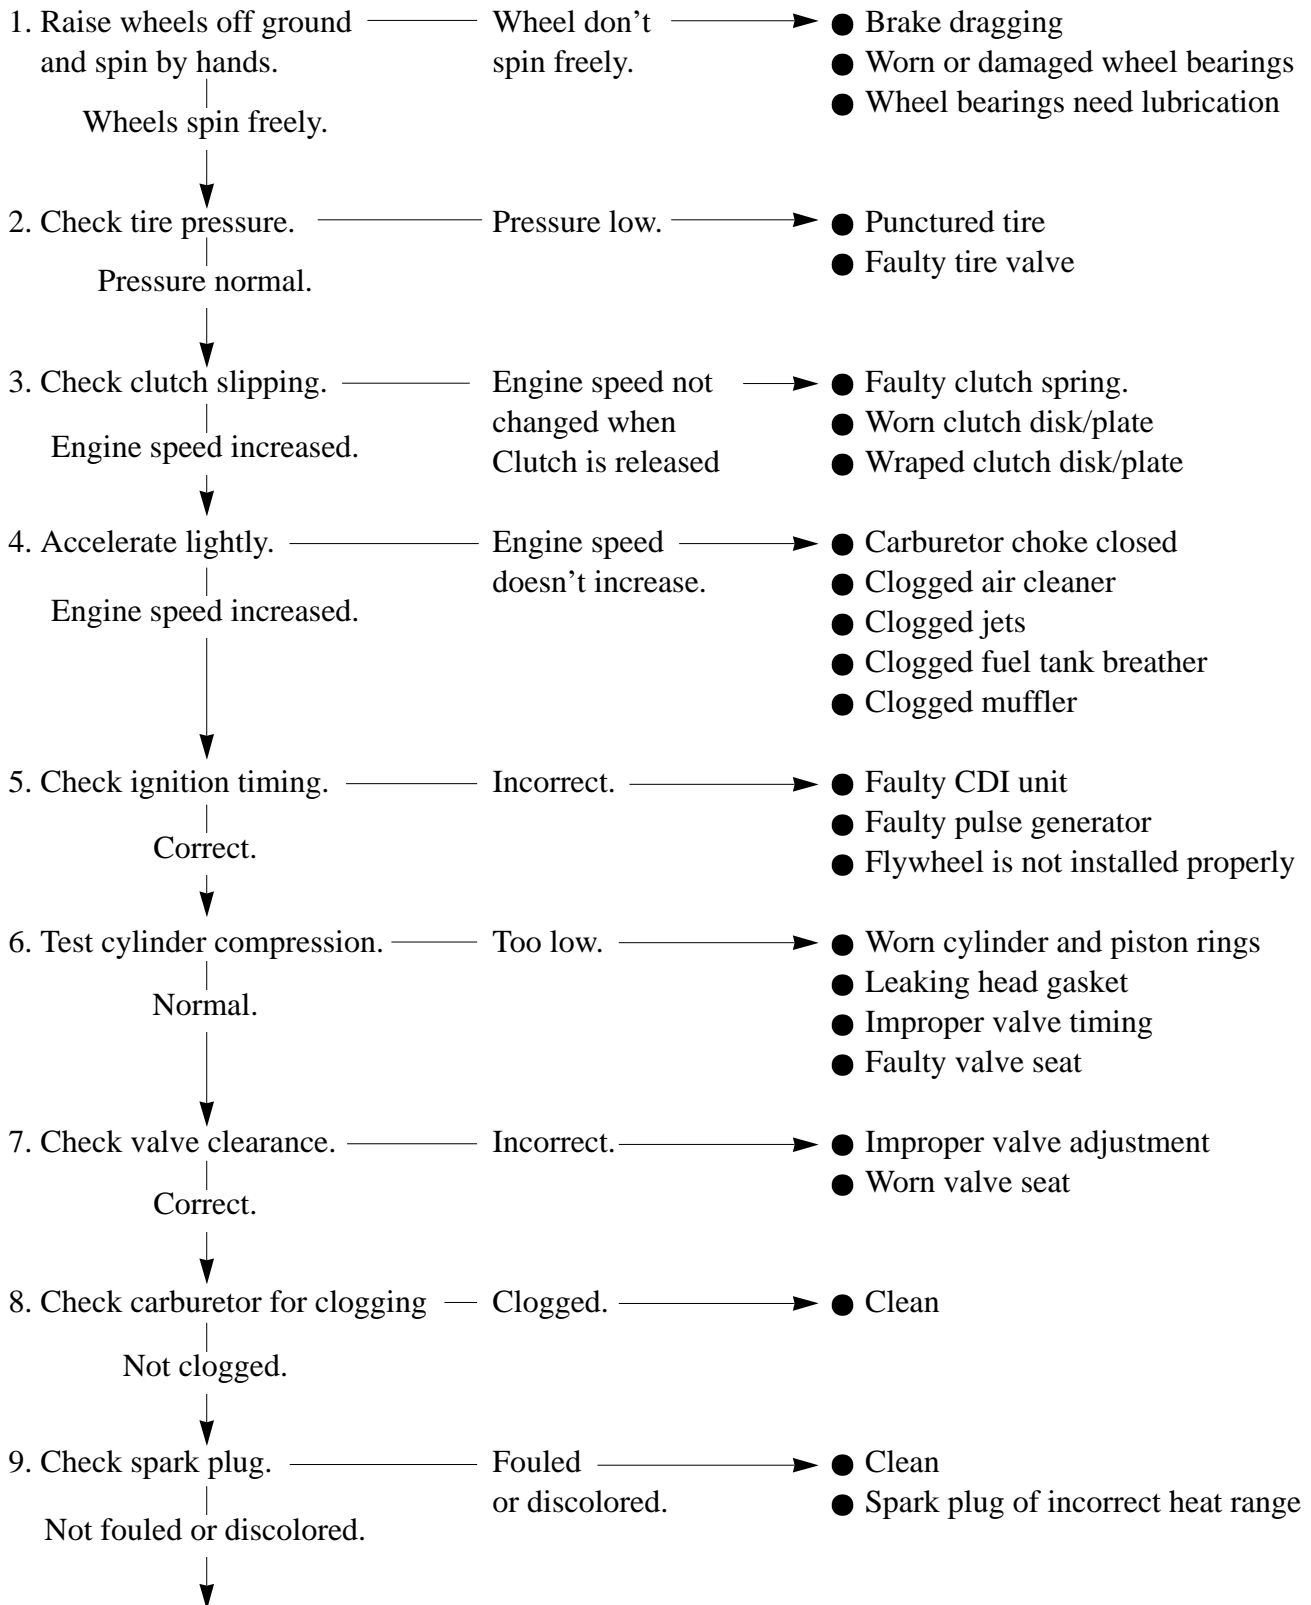 1. Raise wheels off ground
and spin by hands.
Wheel don't
spin freely.
● Brake dragging
● Worn or damaged wheel bearings
● Wheel bearings need lubrication
Wheels spin freely.
2. Check tire pressure.
Pressure low.
● Punctured tire
● Faulty tire valve
Pressure normal.
3. Check clutch slipping.
Engine speed not
changed when
Clutch is released
● Faulty clutch spring.
● Worn clutch disk/plate
● Wraped clutch disk/plate
Engine speed increased.
4. Accelerate lightly.
Engine speed
doesn't increase.
● Carburetor choke closed
● Clogged air cleaner
● Clogged jets
● Clogged fuel tank breather
● Clogged muffler
Engine speed increased.
5. Check ignition timing.
Incorrect.
● Faulty CDI unit
● Faulty pulse generator
● Flywheel is not installed properly
Correct.
6. Test cylinder compression.
Too low.
● Worn cylinder and piston rings
● Leaking head gasket
● Improper valve timing
● Faulty valve seat
Normal.
7. Check valve clearance.
Incorrect.
● Improper valve adjustment
● Worn valve seat
Correct.
8. Check carburetor for clogging
Clogged.
● Clean
Not clogged.
9. Check spark plug.
Fouled
or discolored.
● Clean
● Spark plug of incorrect heat range
Not fouled or discolored.